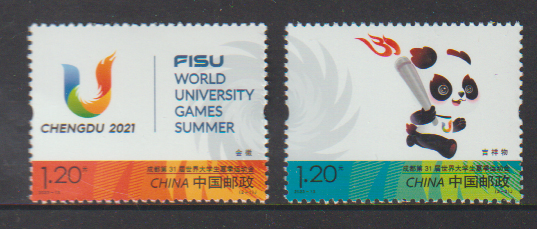 FISU
WORLD
UNIVERSITY
GAMES
SUMMER
CHENGDU 2021
会徽
1.20元
成都第31届世界大学生夏季运动会
CHINA 中国邮政
吉祥物
1.20元
成都第31届世界大学生夏季运动会
CHINA 中国邮政